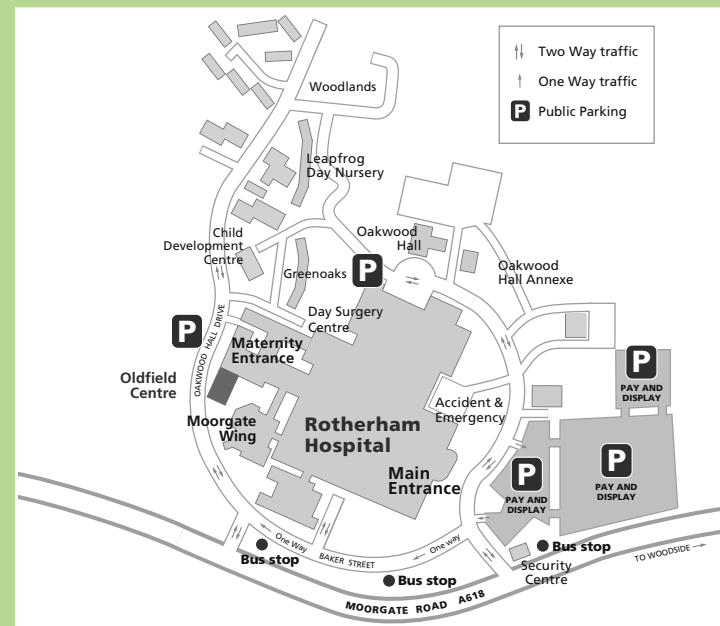 Two Way traffic
One Way traffic
P Public Parking
Woodlands
Leapfrog
Day Nursery
Child
Development
Centre
Oakwood
Hall
Greenoaks
P
Oakwood
Hall Annexe
Day Surgery
Centre
P
OAKWOOD HALL DRIVE
Maternity
Entrance
Oldfield
Centre
P
PAY AND
DISPLAY
Moorgate
Wing
Accident &
Emergency
Rotherham
Hospital
Main
Entrance
P
PAY AND
DISPLAY
P
PAY AND
DISPLAY
One Way
BAKER STREET
One way
Bus stop
Bus stop
Bus stop
Security
Centre
TO WOODSIDE
MOORGATE ROAD A618